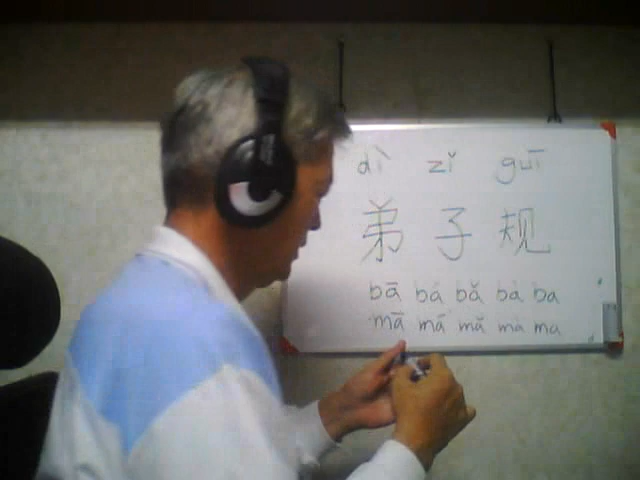 dì zǐ guī
弟子规
bā bá bǎ bà ba
mā má mǎ mà ma